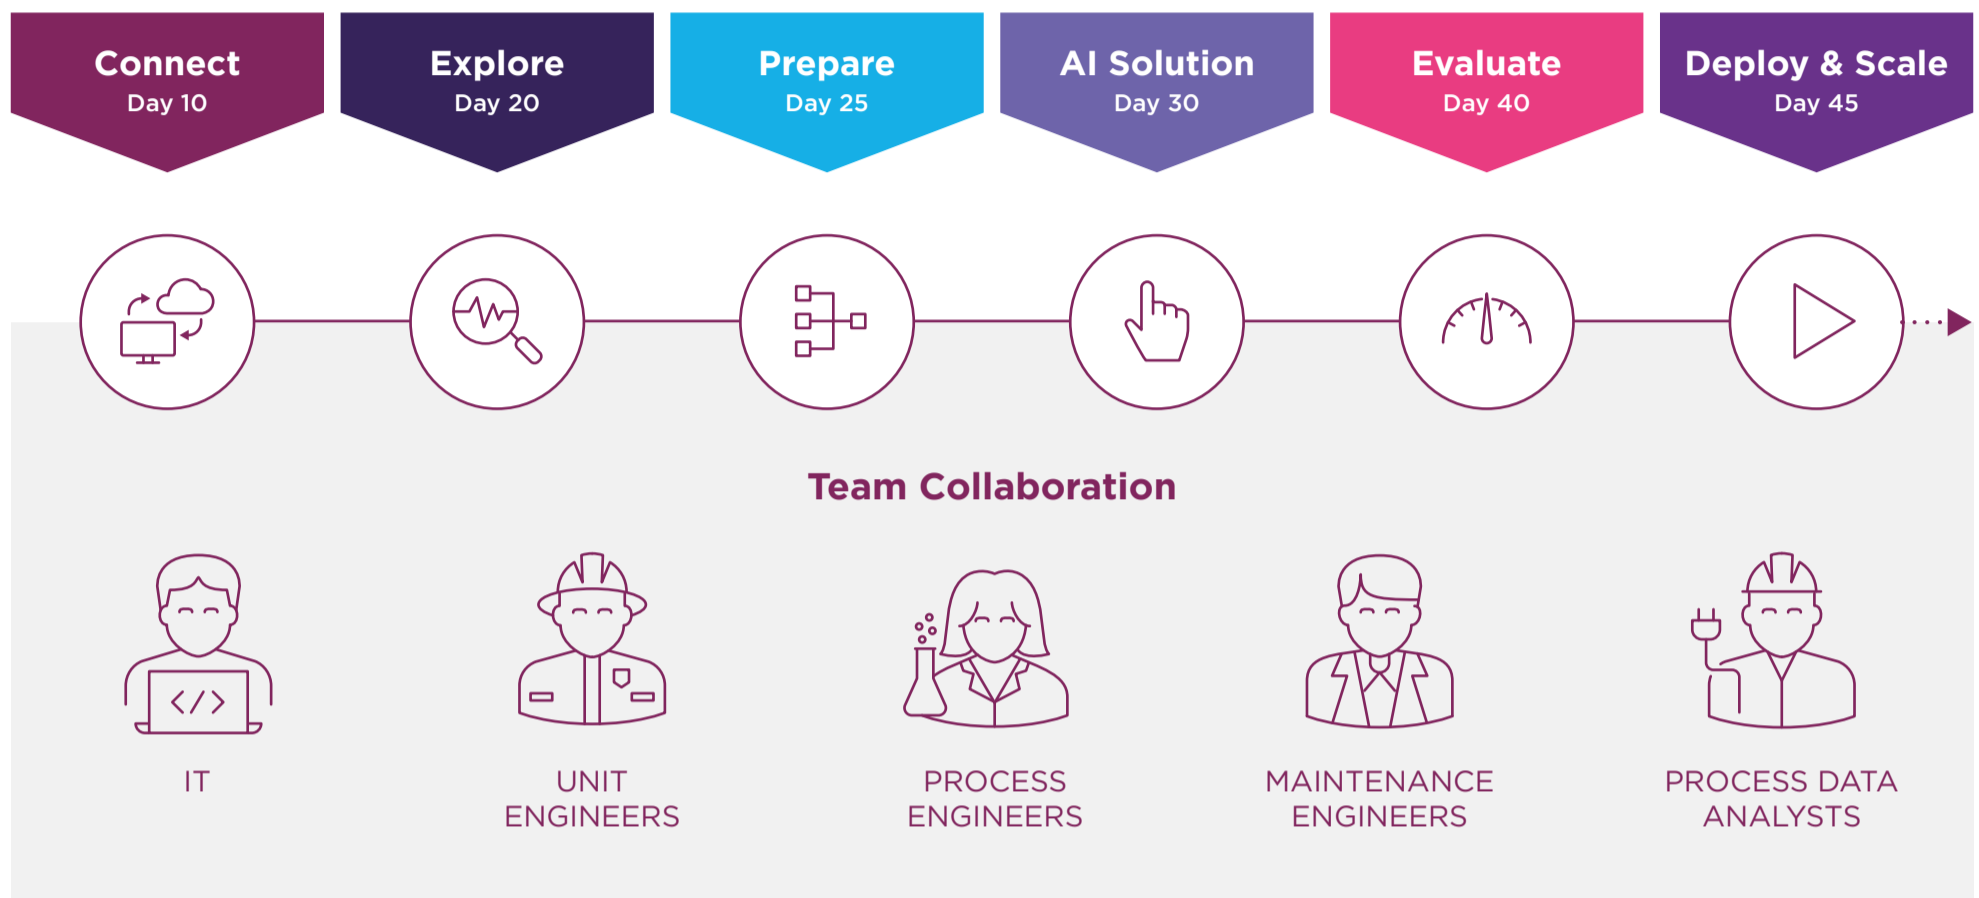 Connect
Day 10
Explore
Day 20
Prepare
Day 25
AI Solution
Day 30
Evaluate
Day 40
Deploy & Scale
Day 45
Team Collaboration
</>
IT
UNIT
ENGINEERS
PROCESS
ENGINEERS
MAINTENANCE
ENGINEERS
PROCESS DATA
ANALYSTS